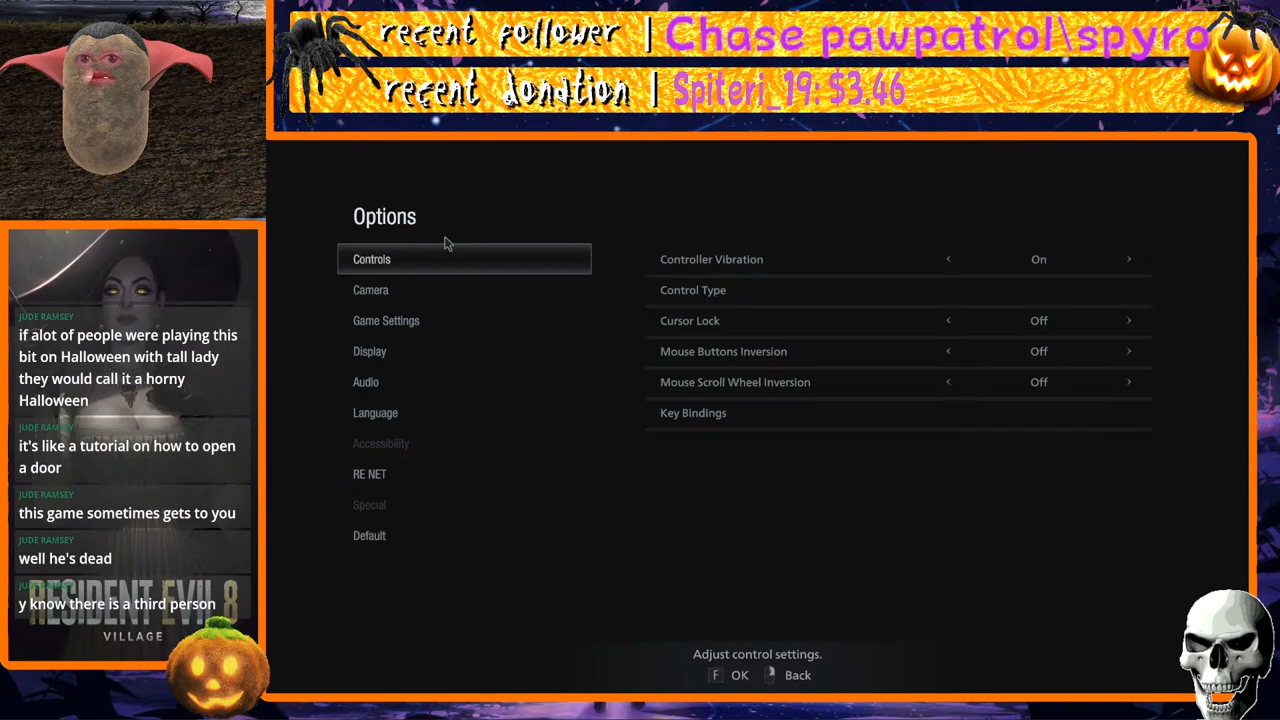 recent follower | Chase pawpatrol\spyro
recent donation | Spiteri_19: $3.46
JUDE RAMSEY
if alot of people were playing this
bit on Halloween with tall lady
they would call it a horny
Halloween
JUDE RAMSEY
it's like a tutorial on how to open
a door
JUDE RAMSEY
this game sometimes gets to you
JUDE RAMSEY
well he's dead
JUDE RAMSEY
y know there is a third person
RESIDENT EVIL 8
VILLAGE
Options
Controls
Camera
Game Settings
Display
Audio
Language
Accessibility
RE NET
Special
Default
Controller Vibration < On >
Control Type
Cursor Lock < Off >
Mouse Buttons Inversion < Off >
Mouse Scroll Wheel Inversion < Off >
Key Bindings
Adjust control settings.
F OK Back